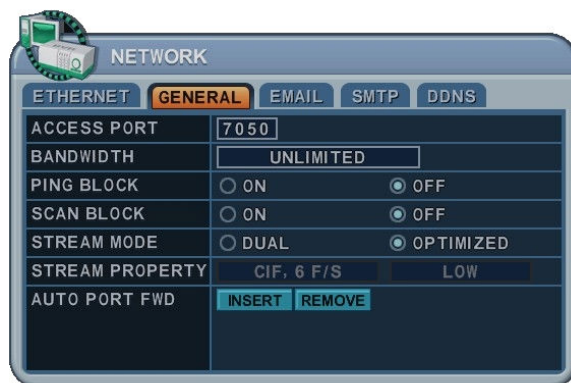 NETWORK
ETHERNET GENERAL EMAIL SMTP DDNS
ACCESS PORT 7050
BANDWIDTH UNLIMITED
PING BLOCK ON OFF
SCAN BLOCK ON OFF
STREAM MODE DUAL OPTIMIZED
STREAM PROPERTY CIF, 6 F/S LOW
AUTO PORT FWD INSERT REMOVE